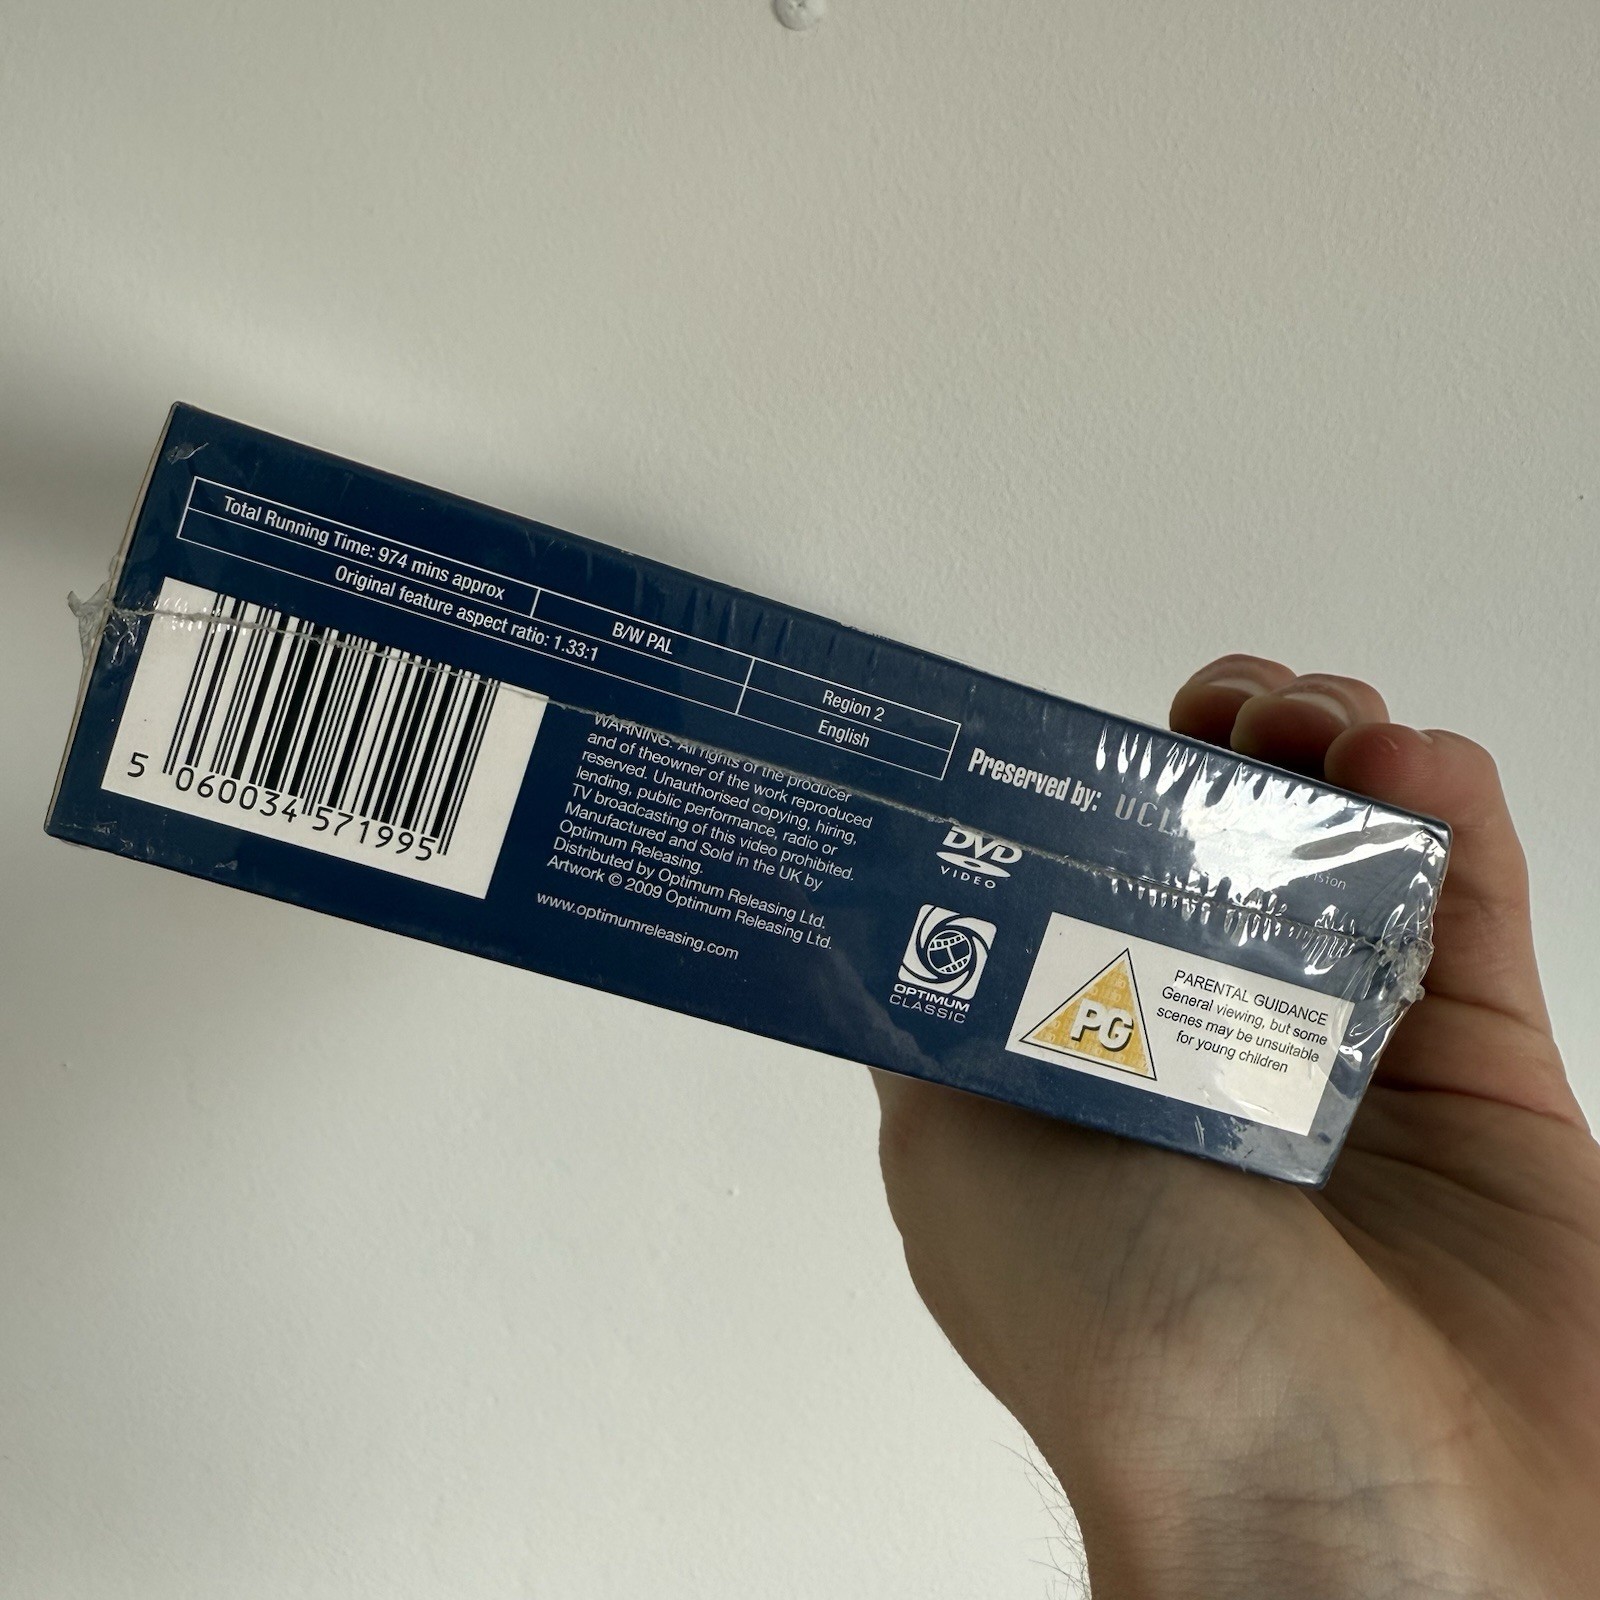 Total Running Time: 974 mins approx
B/W PAL
Region 2
Original feature aspect ratio: 1.33:1
English
5 060034 571995
WARNING: All rights of the producer
and of theowner of the work reproduced
reserved. Unauthorised copying, hiring,
lending, public performance, radio or
TV broadcasting of this video prohibited.
Manufactured and Sold in the UK by
Optimum Releasing.
Distributed by Optimum Releasing Ltd.
Artwork © 2009 Optimum Releasing Ltd.
www.optimumreleasing.com
Preserved by:
DVD
VIDEO
OPTIMUM
CLASSIC
PG
PARENTAL GUIDANCE
General viewing, but some
scenes may be unsuitable
for young children